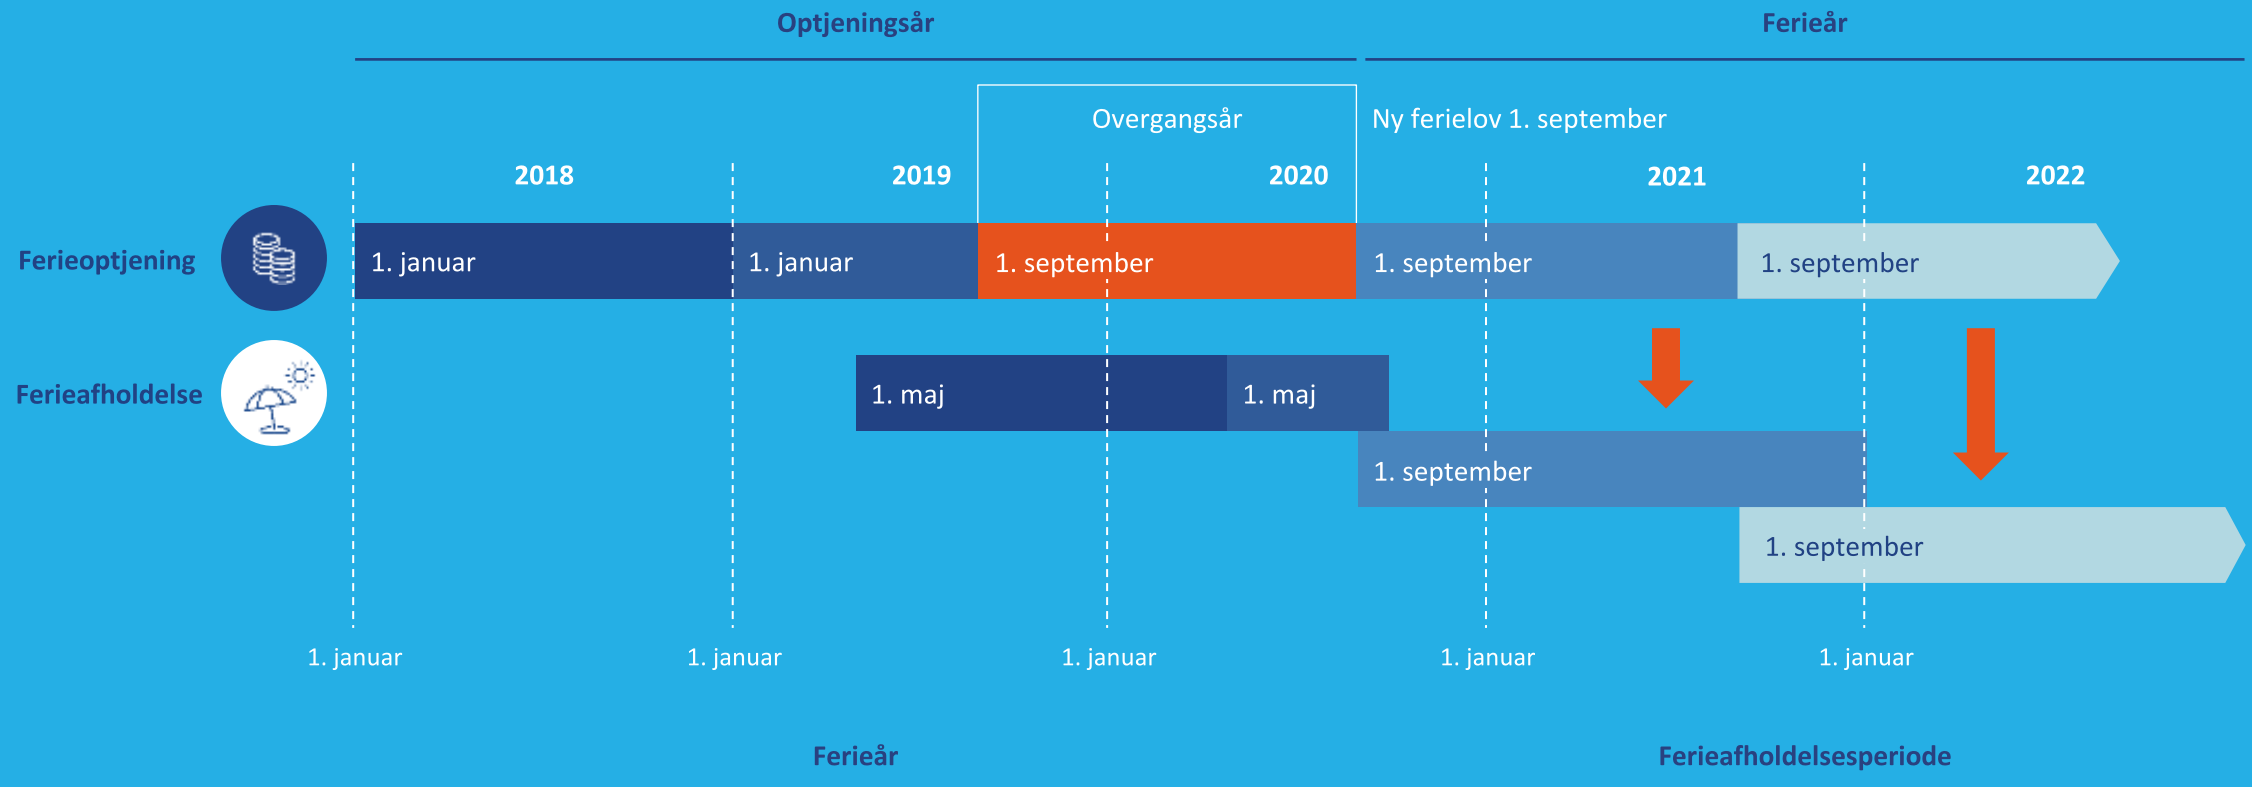 Optjeningsår
Ferieår
Overgangsår
Ny ferielov 1. september
2018
2019
2020
2021
2022
Ferieoptjening
1. januar
1. januar
1. september
1. september
1. september
Ferieafholdelse
1. maj
1. maj
1. september
1. september
1. januar
1. januar
1. januar
1. januar
1. januar
Ferieår
Ferieafholdelsesperiode